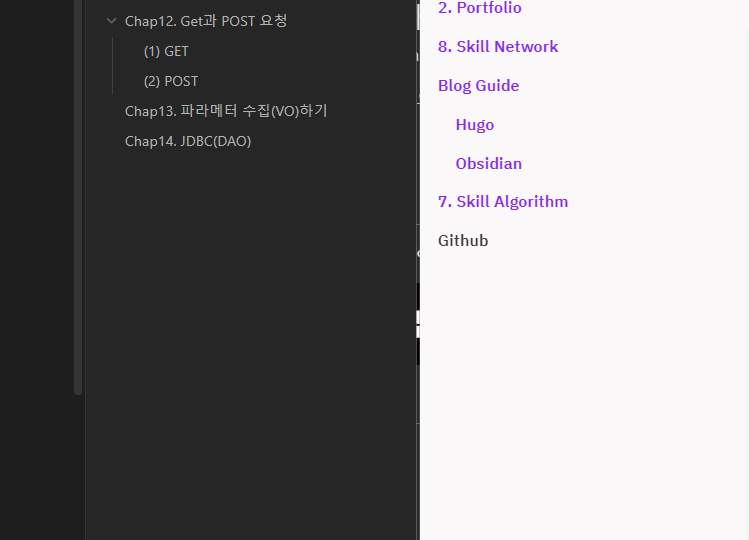 Chap12. Get과 POST 요청
(1) GET
(2) POST
Chap13. 파라메터 수집(VO)하기
Chap14. JDBC(DAO)
2. Portfolio
8. Skill Network
Blog Guide
Hugo
Obsidian
7. Skill Algorithm
Github